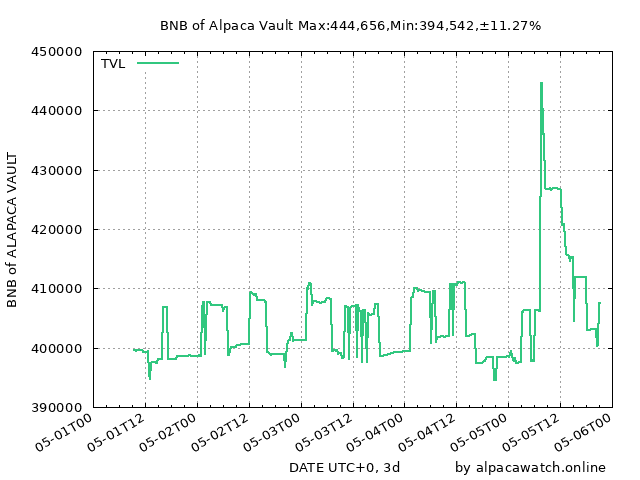 BNB of Alpaca Vault Max:444,656,Min:394,542,±11.27%
TVL
450000
440000
430000
420000
410000
400000
390000
BNB of ALAPACA VAULT
05-01T00
05-01T12
05-02T00
05-02T12
05-03T00
05-03T12
05-04T00
05-04T12
05-05T00
05-05T12
05-06T00
DATE UTC+0, 3d
by alpacawatch.online